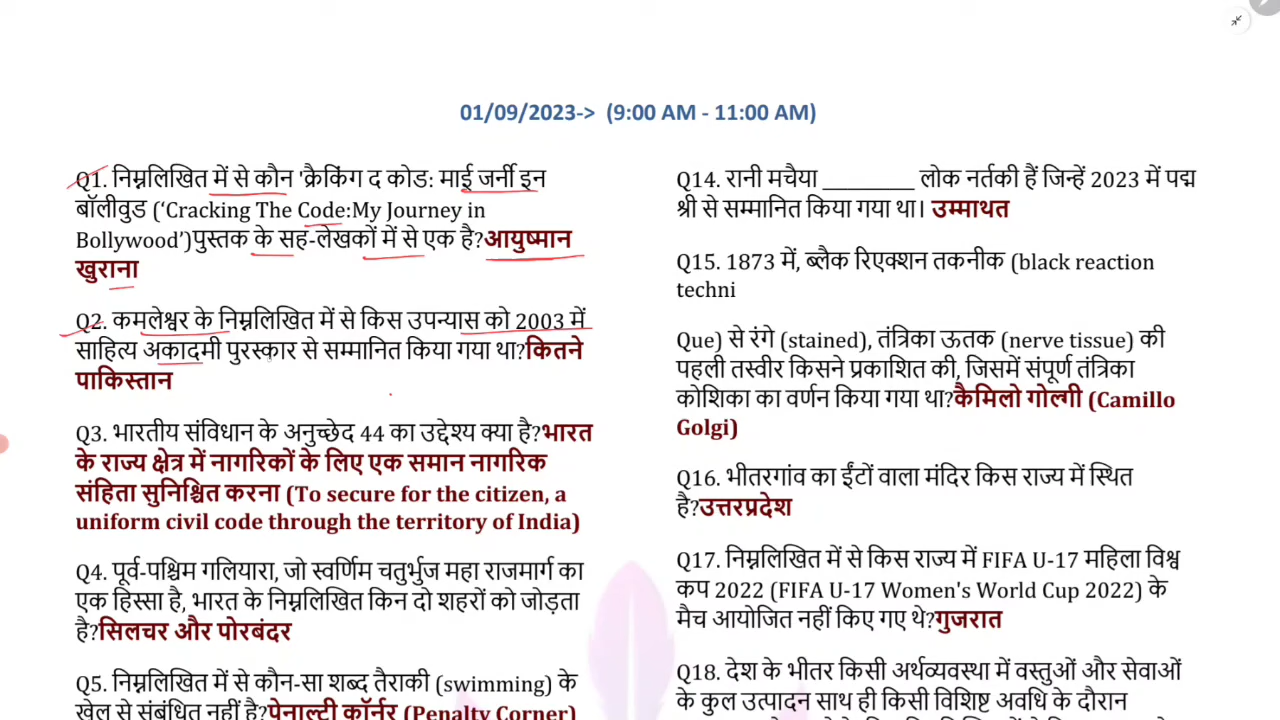 01/09/2023-> (9:00 AM - 11:00 AM)
Q1. निम्नलिखित में से कौन 'क्रैकिंग द कोड: माई जर्नी इन
बॉलीवुड (‘Cracking The Code:My Journey in
Bollywood’)पुस्तक के सह-लेखकों में से एक है?आयुष्मान
खुराना
Q2. कमलेश्वर के निम्नलिखित में से किस उपन्यास को 2003 में
साहित्य अकादमी पुरस्कार से सम्मानित किया गया था?कितने
पाकिस्तान
Q3. भारतीय संविधान के अनुच्छेद 44 का उद्देश्य क्या है?भारत
के राज्य क्षेत्र में नागरिकों के लिए एक समान नागरिक
संहिता सुनिश्चित करना (To secure for the citizen, a
uniform civil code through the territory of India)
Q4. पूर्व-पश्चिम गलियारा, जो स्वर्णिम चतुर्भुज महा राजमार्ग का
एक हिस्सा है, भारत के निम्नलिखित किन दो शहरों को जोड़ता
है?सिलचर और पोरबंदर
Q5. निम्नलिखित में से कौन-सा शब्द तैराकी (swimming) के
खेल से संबंधित नहीं है?पेनाल्टी कॉर्नर (Penalty Corner)
Q14. रानी मचैया __________ लोक नर्तकी हैं जिन्हें 2023 में पद्म
श्री से सम्मानित किया गया था। उम्माथत
Q15. 1873 में, ब्लैक रिएक्शन तकनीक (black reaction
techni
Que) से रंगे (stained), तंत्रिका ऊतक (nerve tissue) की
पहली तस्वीर किसने प्रकाशित की, जिसमें संपूर्ण तंत्रिका
कोशिका का वर्णन किया गया था?कैमिलो गोल्गी (Camillo
Golgi)
Q16. भीतरगांव का ईंटों वाला मंदिर किस राज्य में स्थित
है?उत्तरप्रदेश
Q17. निम्नलिखित में से किस राज्य में FIFA U-17 महिला विश्व
कप 2022 (FIFA U-17 Women's World Cup 2022) के
मैच आयोजित नहीं किए गए थे?गुजरात
Q18. देश के भीतर किसी अर्थव्यवस्था में वस्तुओं और सेवाओं
के कुल उत्पादन साथ ही किसी विशिष्ट अवधि के दौरान